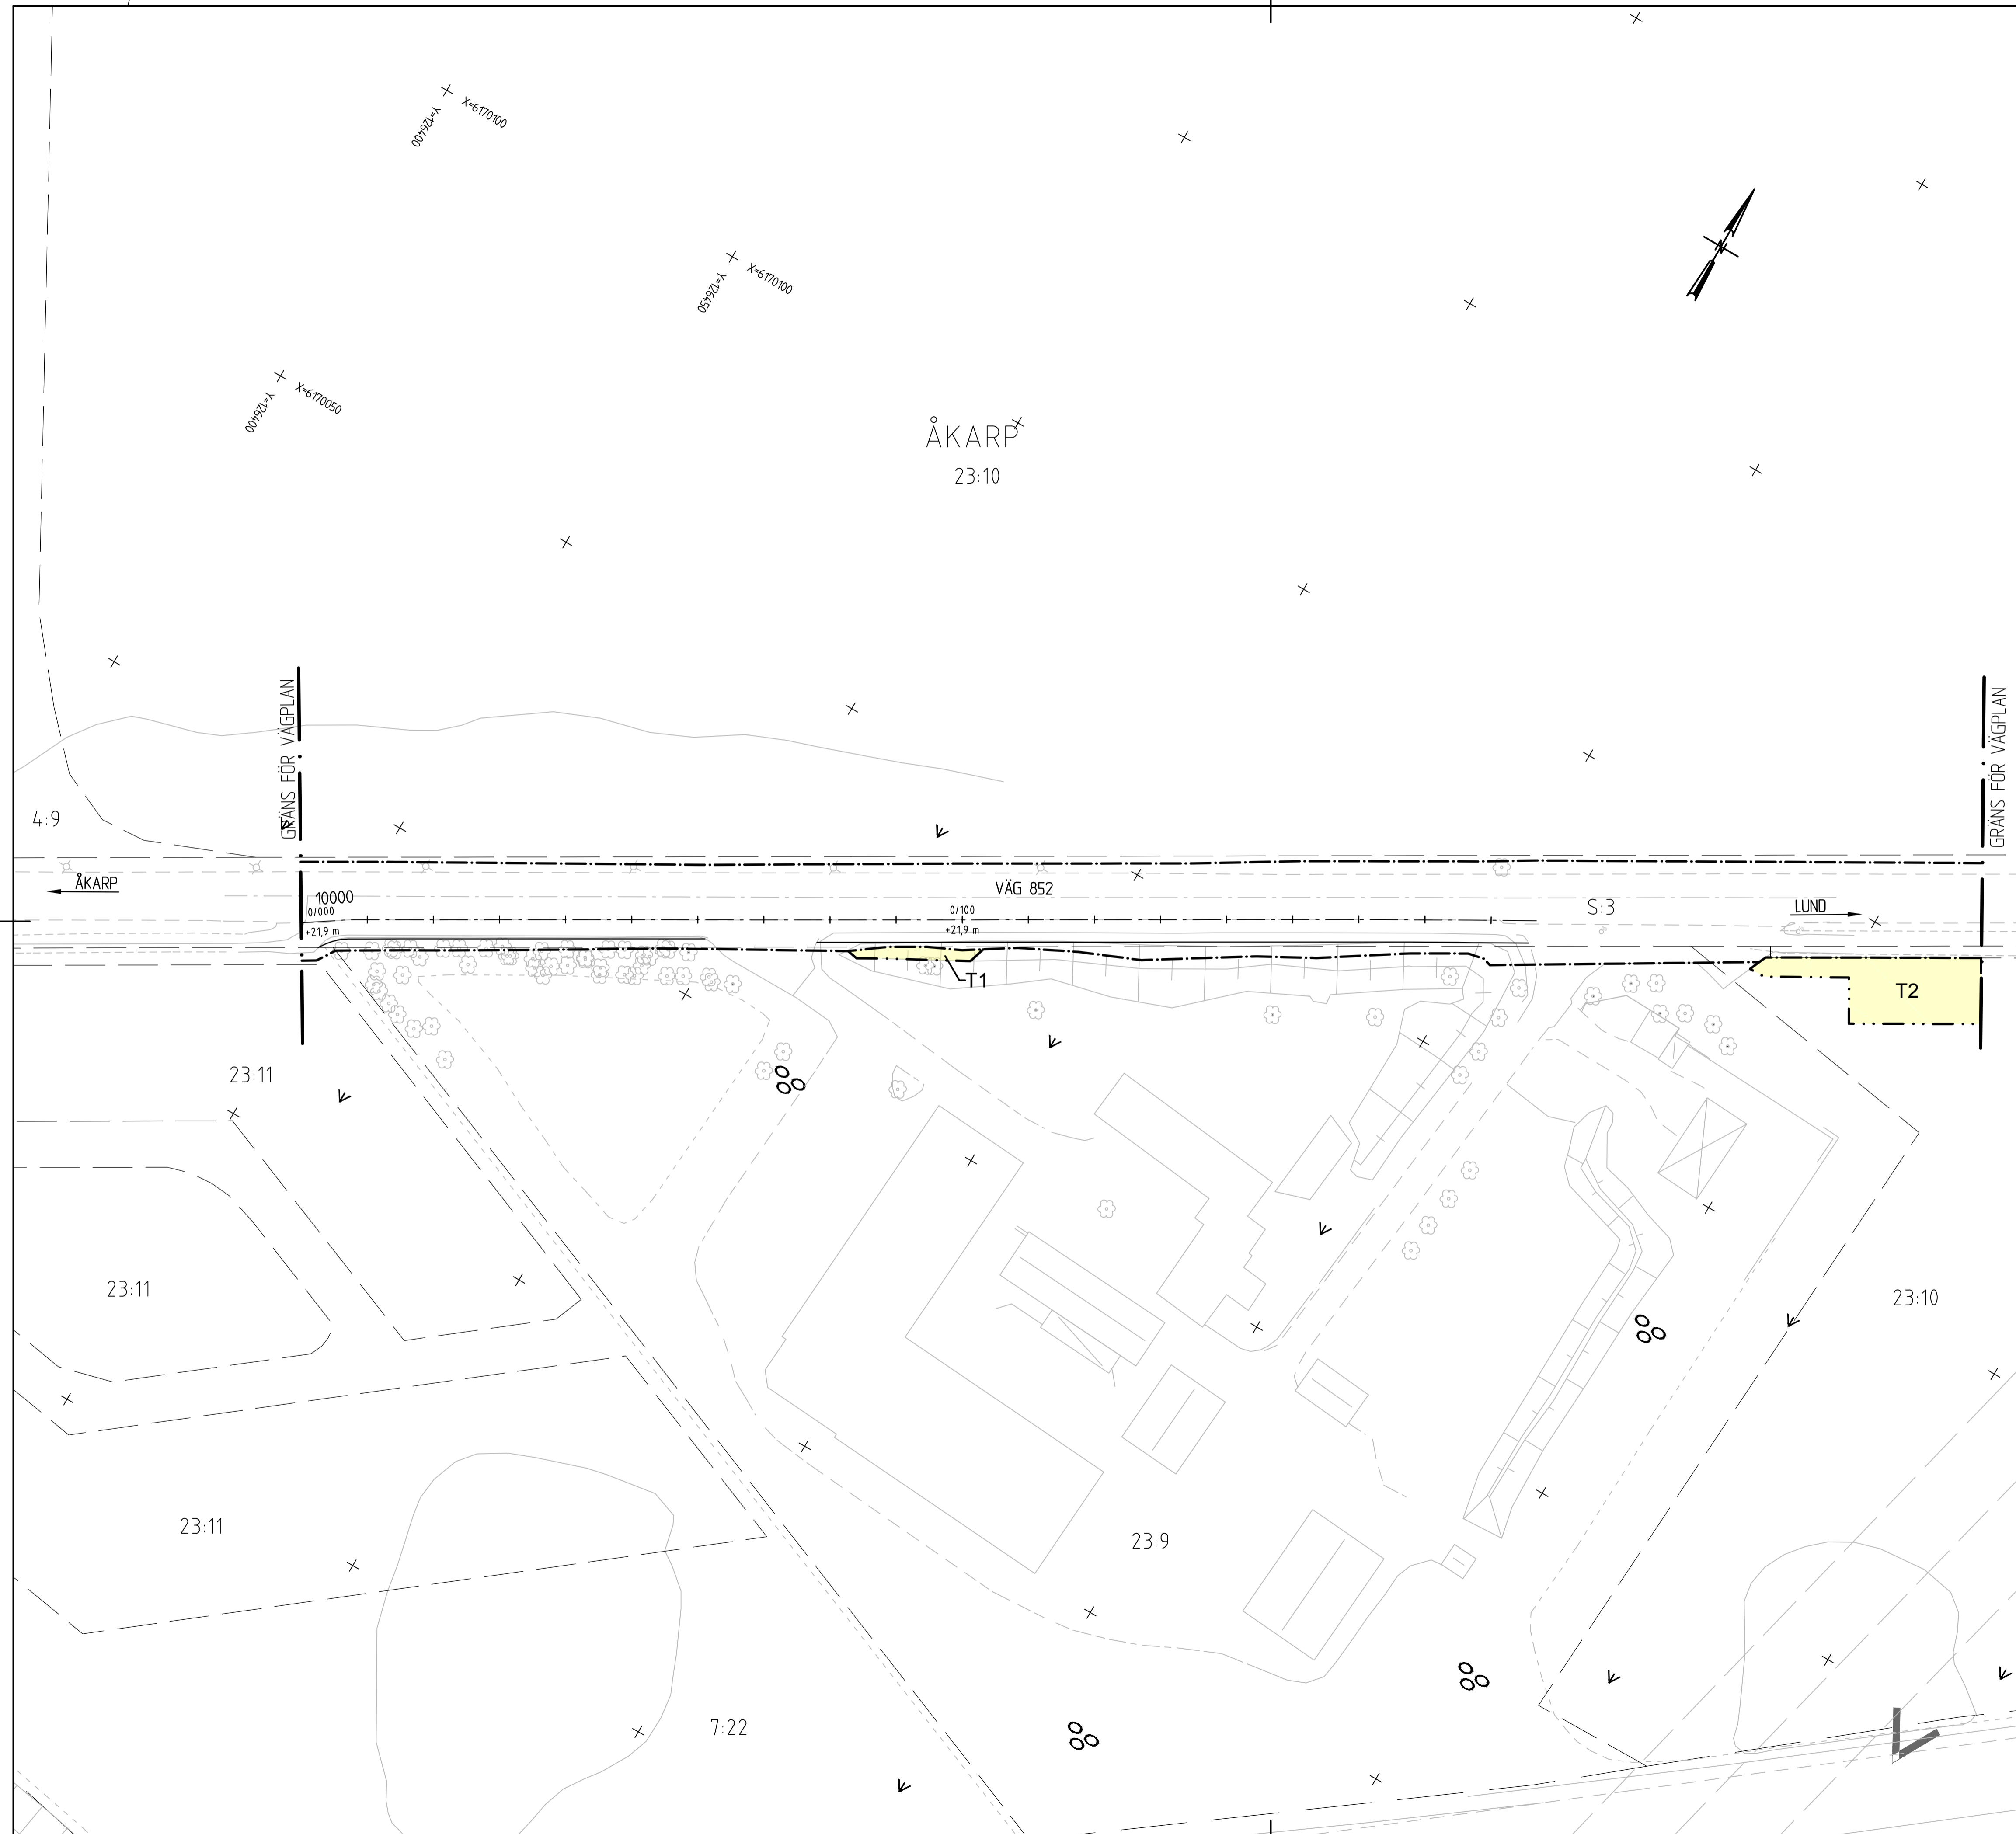 X=6170100
Y=126400
X=6170100
Y=126450
N
X=6170050
Y=126400
ÅKARP
23:10
GRÄNS FÖR VÄGPLAN
GRÄNS FÖR VÄGPLAN
4:9
ÅKARP
10000
0/000
+21,9 m
VÄG 852
0/100
+21,9 m
S:3
LUND
T1
T2
23:11
23:11
23:10
23:11
23:9
7:22